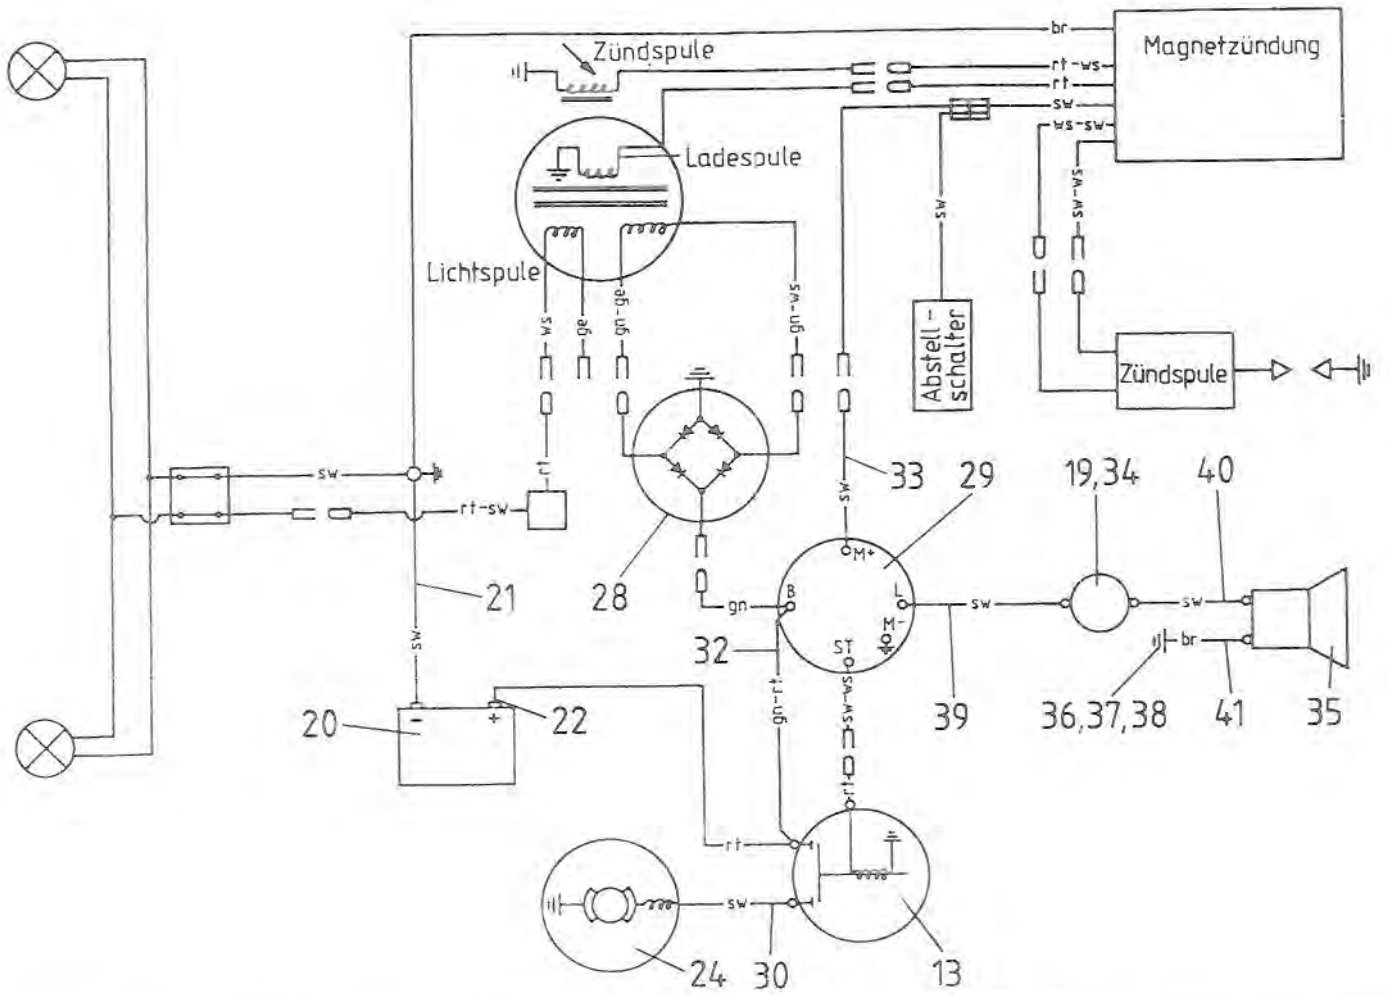 br
Magnetzündung
Zündspule
rt-ws
rt
sw
ws-sw
Ladespule
sw
sw-ws
Lichtspule
ws
ge
gn-ge
gn-ws
Abstell-
schalter
Zündspule
sw
rt
sw
33
29
19,34
40
rt-sw
M+
21
28
gn
B
L
sw
sw
M-
sw
32
ST
br
20
-
+
22
gn-rt
sw-ws
39
36,37,38
41
35
rt
rt
sw
24
30
13